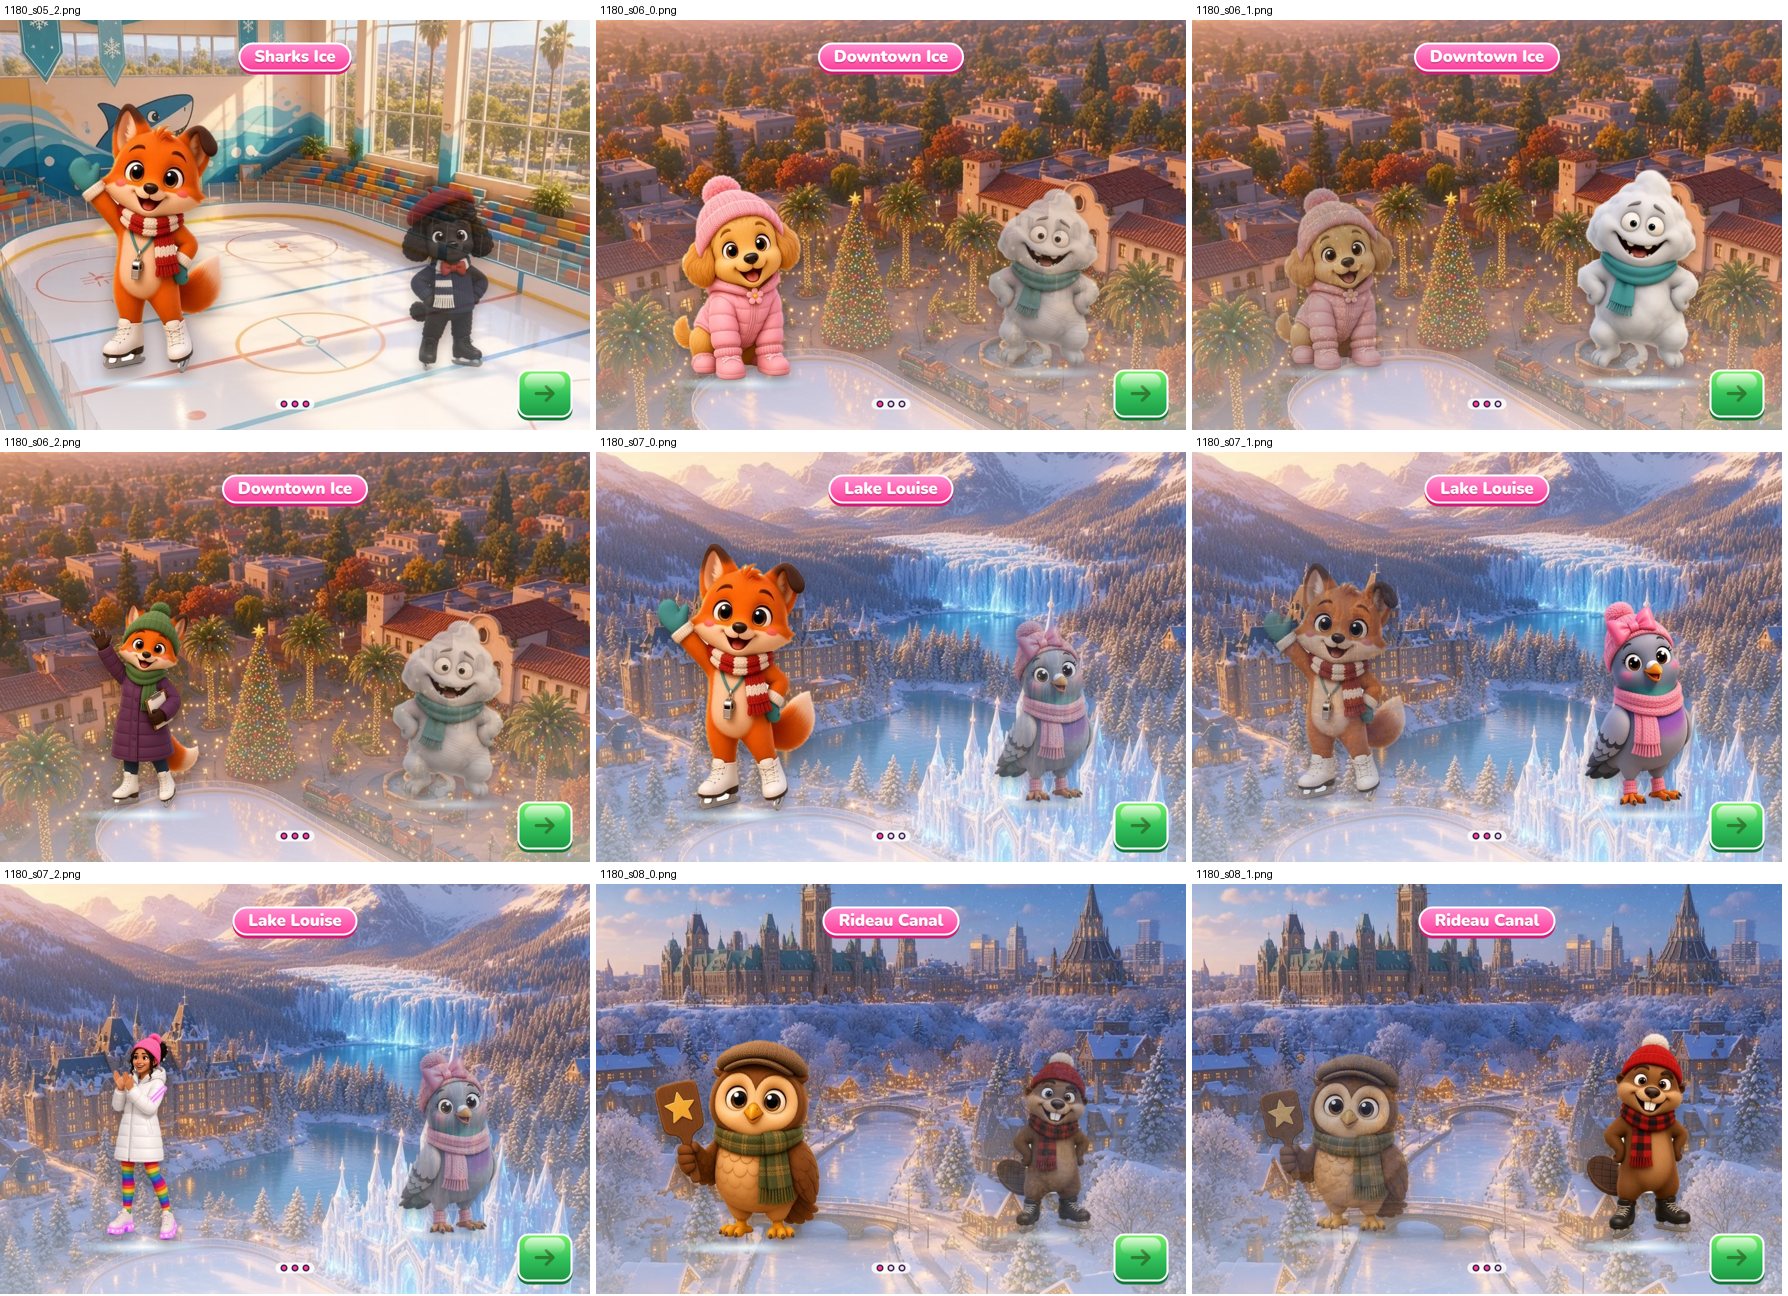 1180_s05_2.png
1180_s06_0.png
1180_s06_1.png
Sharks Ice
Downtown Ice
Downtown Ice
1180_s06_2.png
1180_s07_0.png
1180_s07_1.png
Downtown Ice
Lake Louise
Lake Louise
1180_s07_2.png
1180_s08_0.png
1180_s08_1.png
Lake Louise
Rideau Canal
Rideau Canal